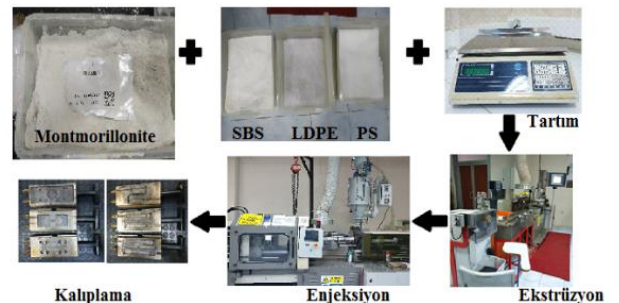 Montmorillonite
SBS LDPE PS
Tartım
Kalıplama
Enjeksiyon
Ekstrüzyon